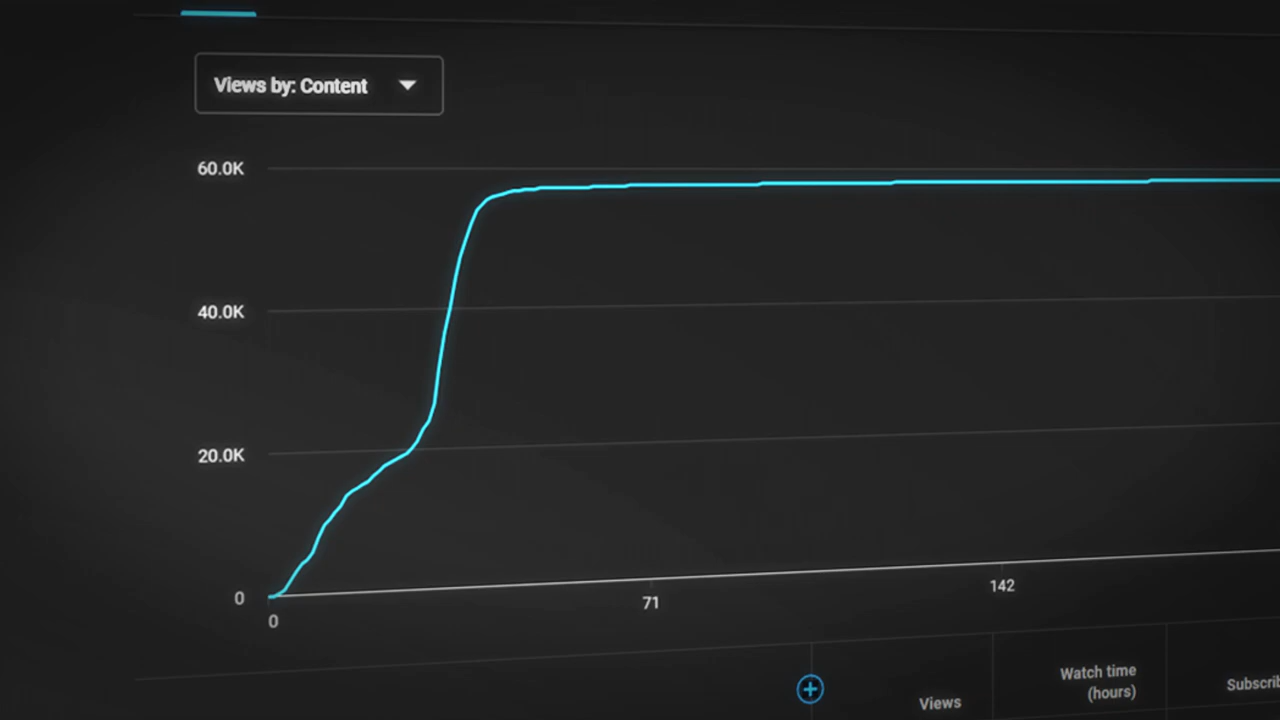 Views by: Content
60.0K
40.0K
20.0K
0
0
71
142
Views
Watch time
(hours)